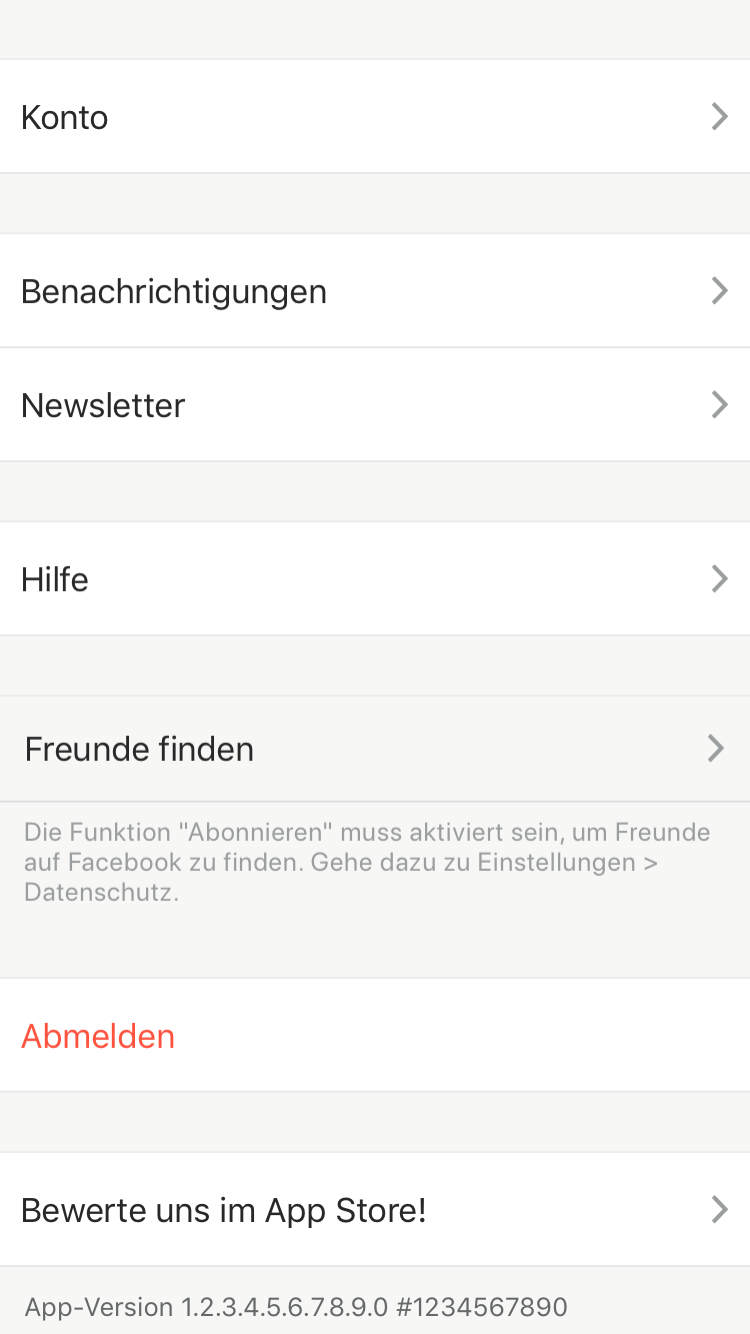 Konto
Benachrichtigungen
Newsletter
Hilfe
Freunde finden
Die Funktion "Abonnieren" muss aktiviert sein, um Freunde
auf Facebook zu finden. Gehe dazu zu Einstellungen >
Datenschutz.
Abmelden
Bewerte uns im App Store!
App-Version 1.2.3.4.5.6.7.8.9.0 #1234567890